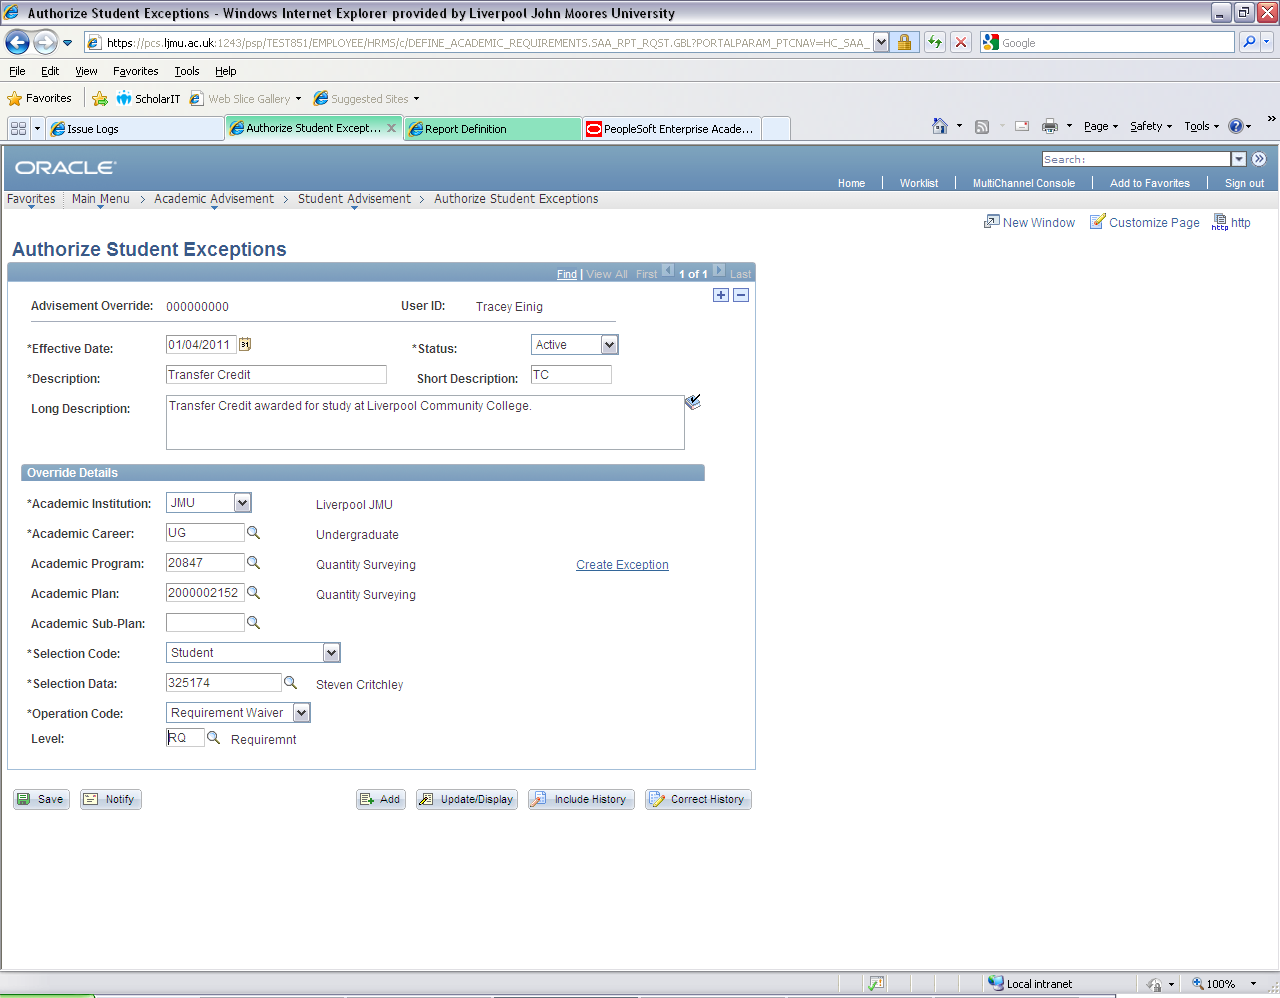 Authorize Student Exceptions - Windows Internet Explorer provided by Liverpool John Moores University
https://pcs.ljmu.ac.uk:1243/psp/TEST851/EMPLOYEE/HRMS/c/DEFINE_ACADEMIC_REQUIREMENTS.SAA_RPT_RQST.GBL?PORTALPARAM_PTCNAV=HC_SAA_ Google
File Edit View Favorites Tools Help
Favorites ScholarIT Web Slice Gallery Suggested Sites
Issue Logs Authorize Student Except... Report Definition PeopleSoft Enterprise Acade... Page Safety Tools
ORACLE Search:
Home Worklist MultiChannel Console Add to Favorites Sign out
Favorites Main Menu > Academic Advisement > Student Advisement > Authorize Student Exceptions
New Window Customize Page http http
Authorize Student Exceptions
Find | View All First 1 of 1 Last
Advisement Override: 000000000 User ID: Tracey Einig
*Effective Date: 01/04/2011 31 *Status: Active
*Description: Transfer Credit Short Description: TC
Long Description: Transfer Credit awarded for study at Liverpool Community College.
Override Details
*Academic Institution: JMU Liverpool JMU
*Academic Career: UG Undergraduate
Academic Program: 20847 Quantity Surveying Create Exception
Academic Plan: 2000002152 Quantity Surveying
Academic Sub-Plan:
*Selection Code: Student
*Selection Data: 325174 Steven Critchley
*Operation Code: Requirement Waiver
Level: RQ Requiremnt
Save Notify Add Update/Display Include History Correct History
Local intranet 100%